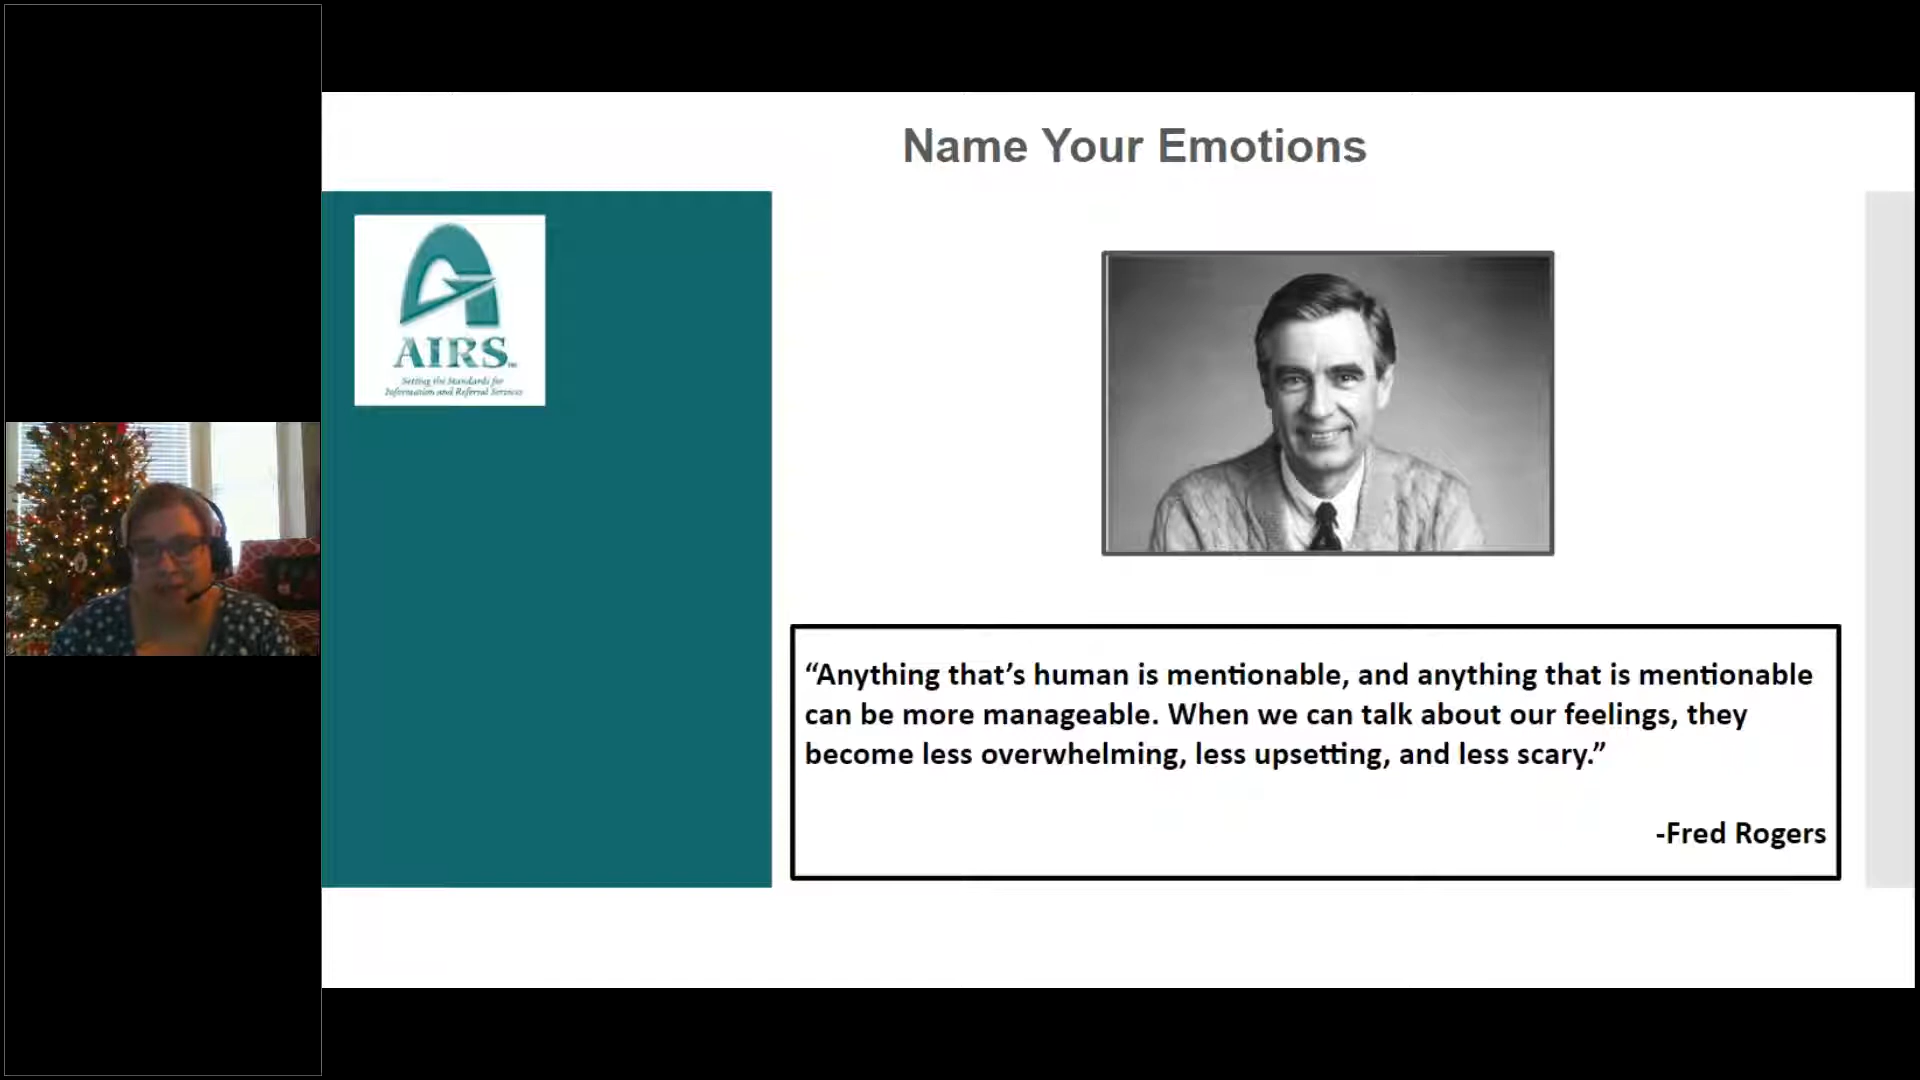 Name Your Emotions
AIRS
Setting the Standards for
Information and Referral Services
“Anything that’s human is mentionable, and anything that is mentionable
can be more manageable. When we can talk about our feelings, they
become less overwhelming, less upsetting, and less scary.”
-Fred Rogers